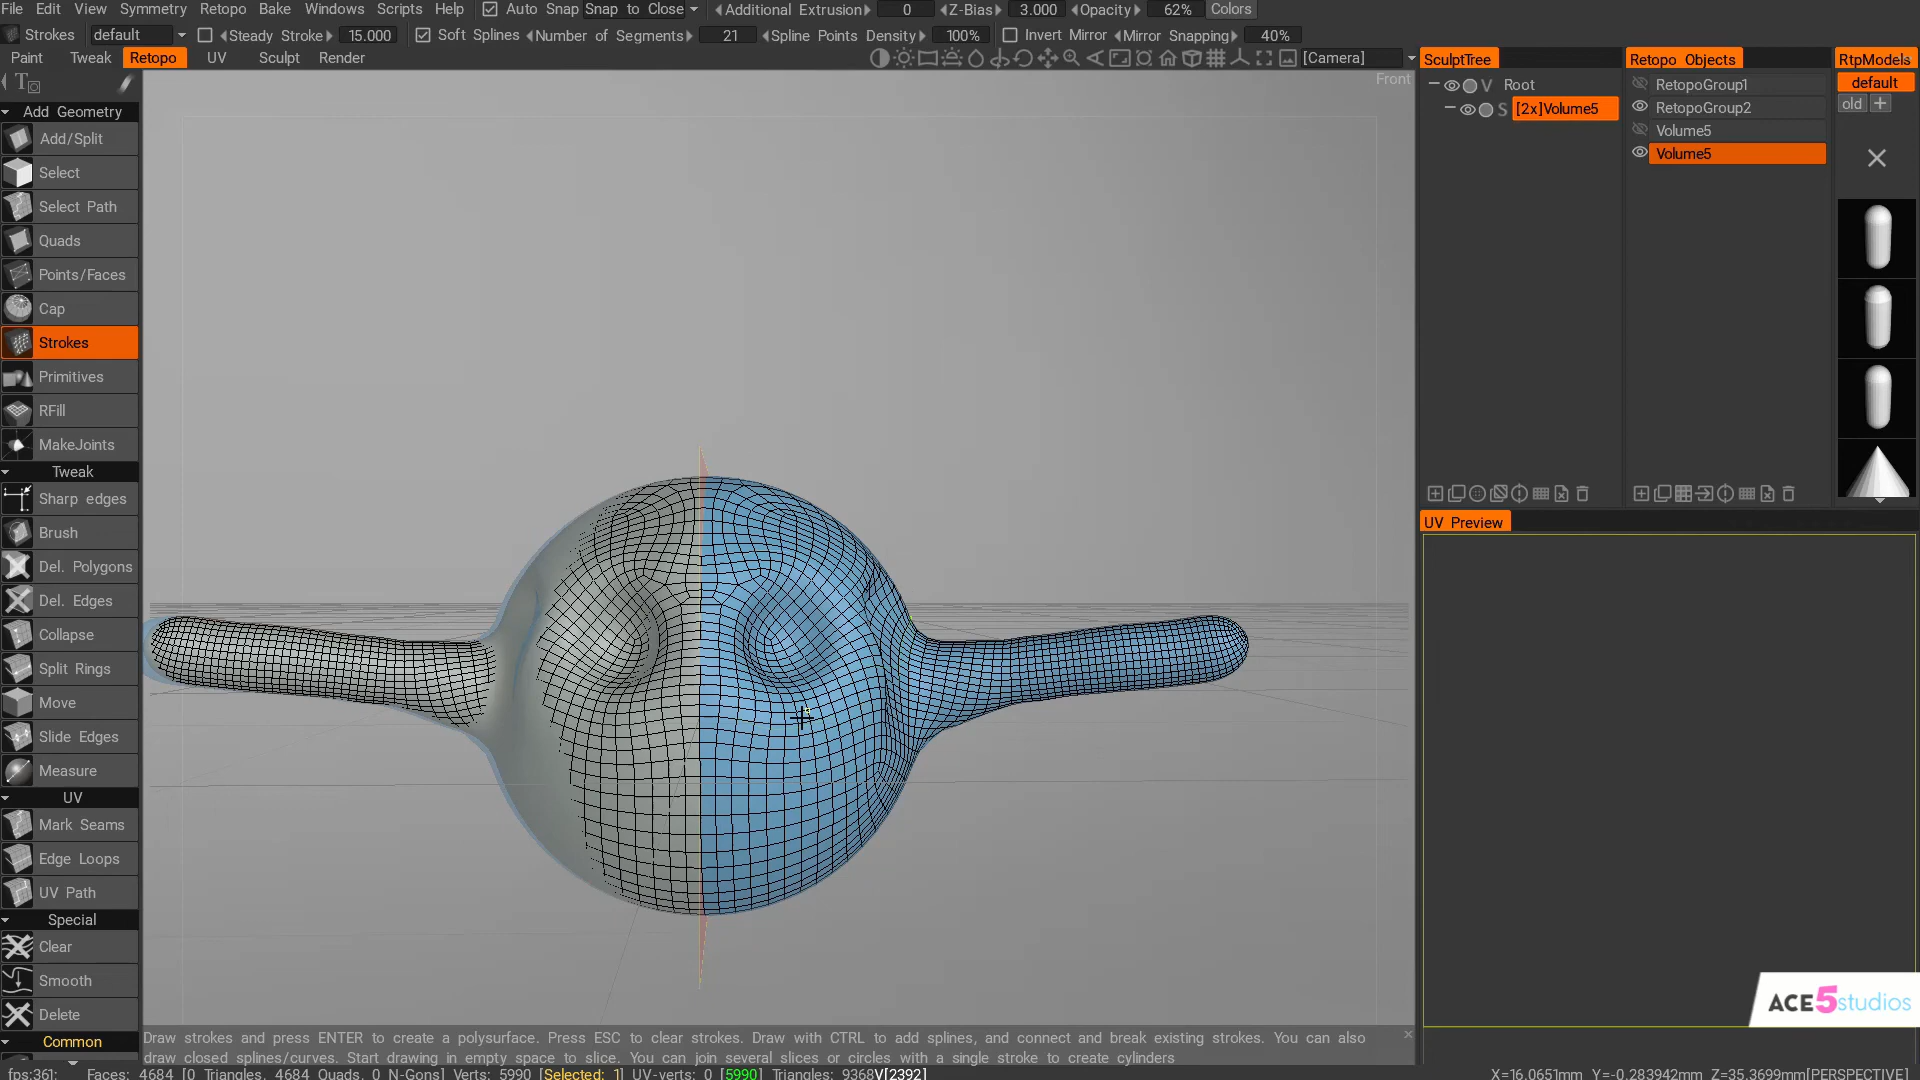 File Edit View Symmetry Retopo Bake Windows Scripts Help Auto Snap Snap to Close Additional Extrusion 0 Z-Bias 3.000 Opacity 62% Colors
Strokes default Steady Stroke 15.000 Soft Splines Number of Segments 21 Spline Points Density 100% Invert Mirror Mirror Snapping 40%
Paint Tweak Retopo UV Sculpt Render [Camera]
Front
Add Geometry
Add/Split
Select
Select Path
Quads
Points/Faces
Cap
Strokes
Primitives
RFill
MakeJoints
Tweak
Sharp edges
Brush
Del. Polygons
Del. Edges
Collapse
Split Rings
Move
Slide Edges
Measure
UV
Mark Seams
Edge Loops
UV Path
Special
Clear
Smooth
Delete
Common
SculptTree
V Root
S [2x]Volume5
Retopo Objects
RetopoGroup1
RetopoGroup2
Volume5
Volume5
RtpModels
default
old +
UV Preview
ACE5studios
Draw strokes and press ENTER to create a polysurface. Press ESC to clear strokes. Draw with CTRL to add splines, and connect and break existing strokes. You can also
draw closed splines/curves. Start drawing in empty space to slice. You can join several slices or circles with a single stroke to create cylinders
fps:361; Faces: 4684 [0 Triangles, 4684 Quads, 0 N-Gons] Verts: 5990 [Selected: 1] UV-verts: 0 [5990] Triangles: 9368V[2392] X=16.0651mm Y=-0.283942mm Z=35.3699mm[PERSPECTIVE]